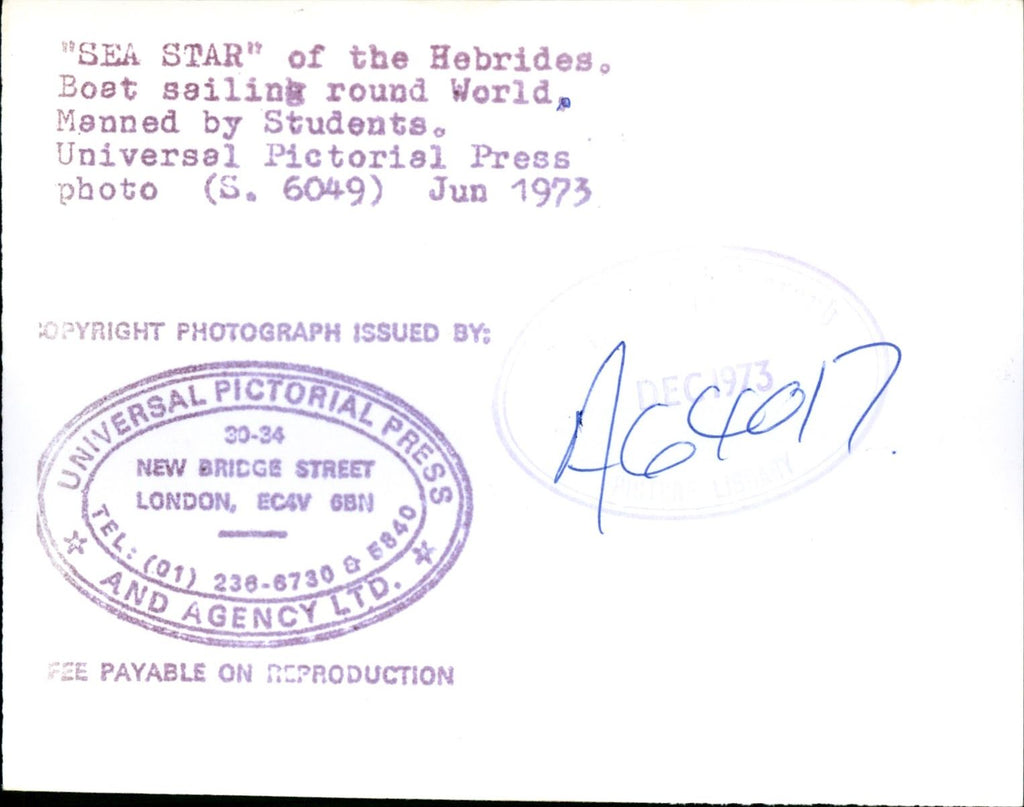 "SEA STAR" of the Hebrides.
Boat sailing round World,
Manned by Students.
Universal Pictorial Press
photo (S. 6049) Jun 1973
COPYRIGHT PHOTOGRAPH ISSUED BY:
UNIVERSAL PICTORIAL PRESS
30-34
NEW BRIDGE STREET
LONDON, EC4V 6BN
TEL: (01) 236-6730 & 5840
AND AGENCY LTD.
FEE PAYABLE ON REPRODUCTION
DEC 1973
A64017.
LIBRARY